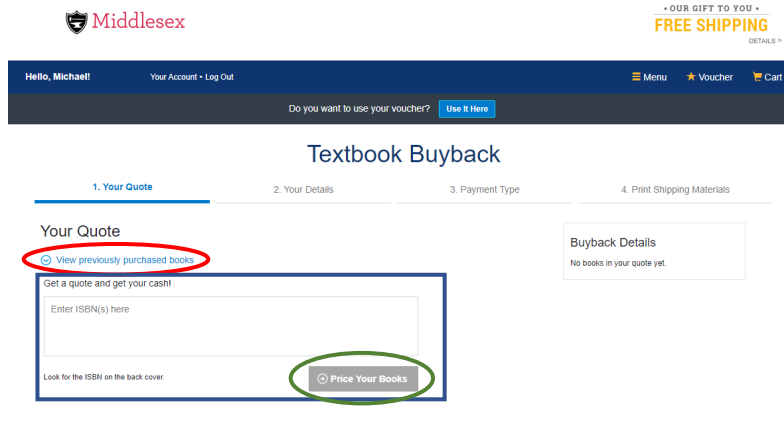 Middlesex
• OUR GIFT TO YOU •
FREE SHIPPING
DETAILS >
Hello, Michael! Your Account • Log Out Menu Voucher Cart
Do you want to use your voucher? Use It Here
Textbook Buyback
1. Your Quote 2. Your Details 3. Payment Type 4. Print Shipping Materials
Your Quote
View previously purchased books
Get a quote and get your cash!
Enter ISBN(s) here
Look for the ISBN on the back cover.
Price Your Books
Buyback Details
No books in your quote yet.